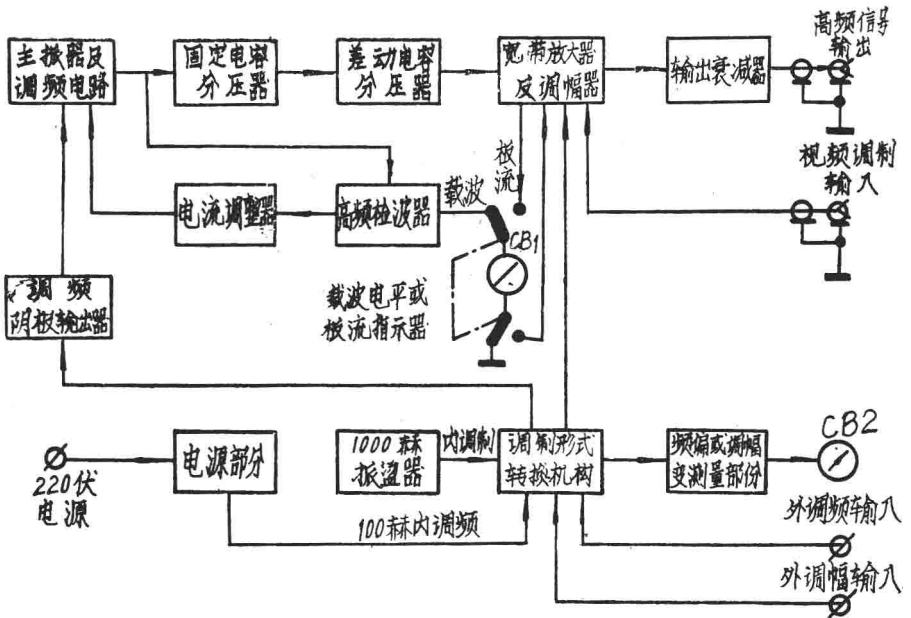 主振器及
调频电路
固定电容
分压器
差动电容
分压器
宽带放大器
反调幅器
输出衰减器
高频信号
输出
视频调制
输入
电流调整器
高频检波器
载波
板流
CB1
载波电平或
板流指示器
调频
阴极输出器
220伏
电源
电源部分
1000赫
振盪器
内调制
调制形式
转换机构
频偏或调幅
度测量部份
CB2
100赫内调频
外调频输入
外调幅输入